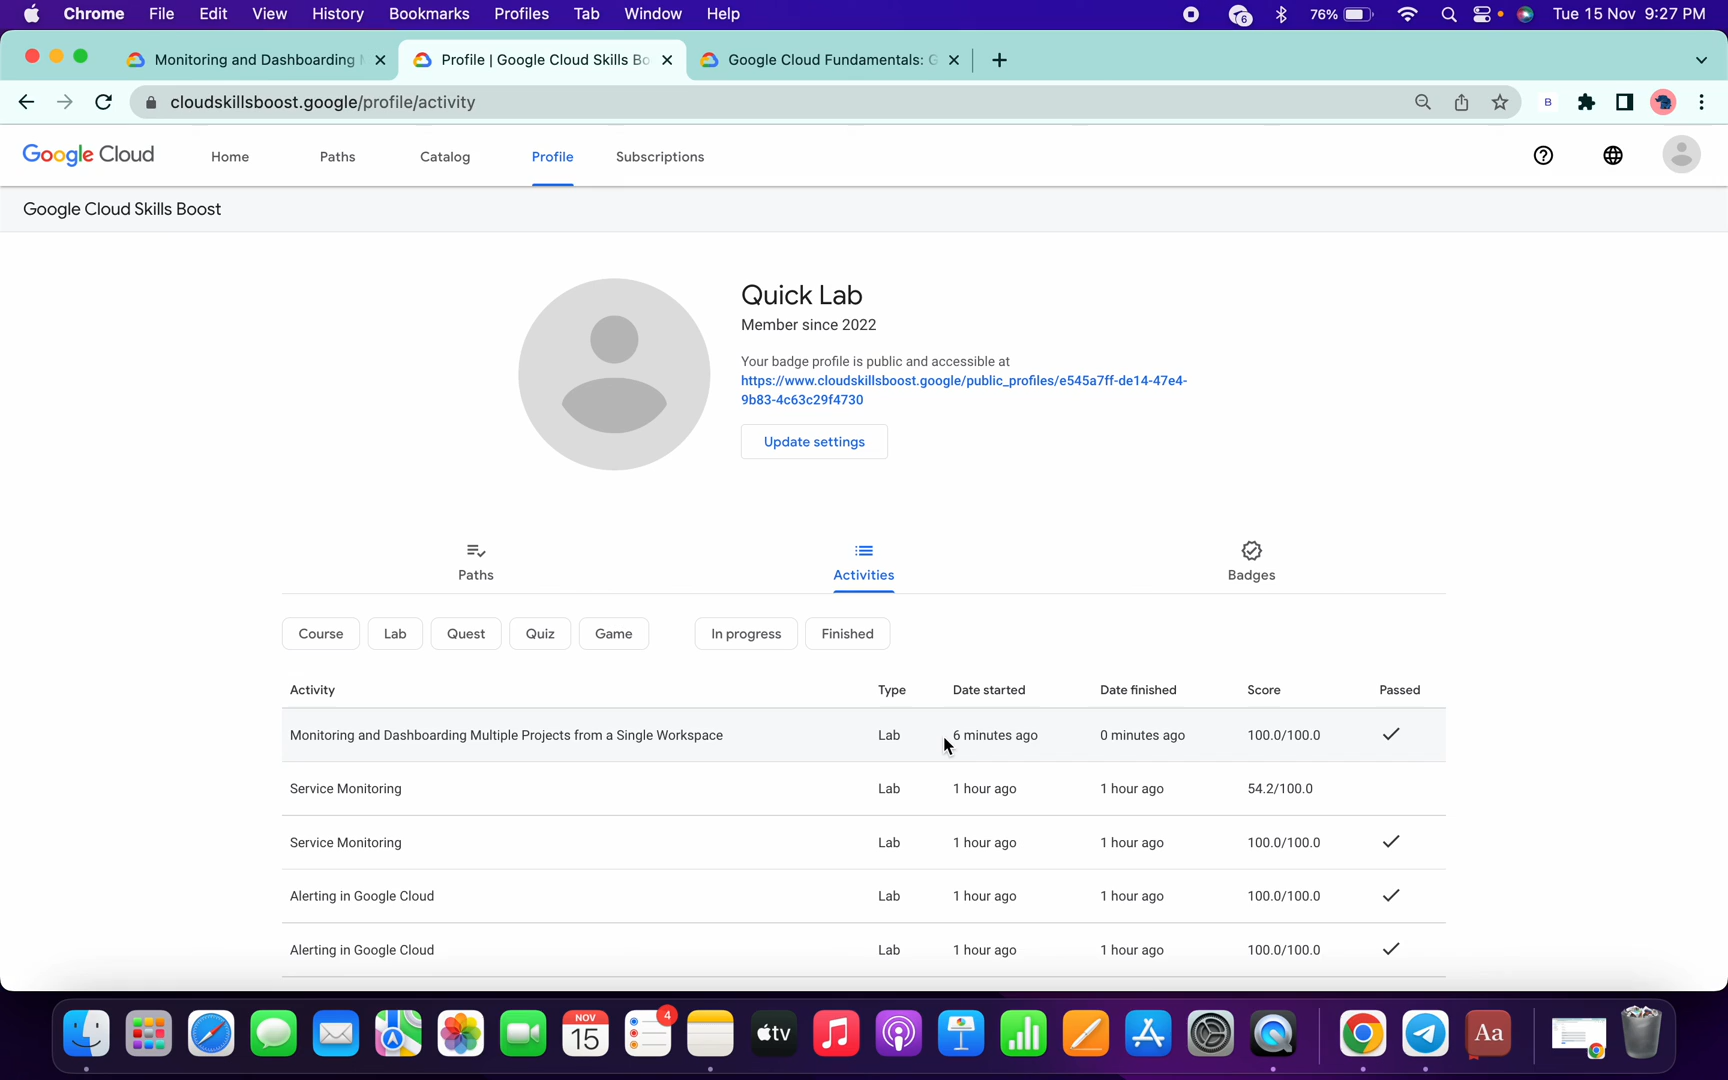 Chrome File Edit View History Bookmarks Profiles Tab Window Help 6 76% Tue 15 Nov 9:27 PM
Monitoring and Dashboarding Profile | Google Cloud Skills Bo Google Cloud Fundamentals: G
cloudskillsboost.google/profile/activity B
Google Cloud Home Paths Catalog Profile Subscriptions
Google Cloud Skills Boost
Quick Lab
Member since 2022
Your badge profile is public and accessible at
https://www.cloudskillsboost.google/public_profiles/e545a7ff-de14-47e4-
9b83-4c63c29f4730
Update settings
Paths Activities Badges
Course Lab Quest Quiz Game In progress Finished
Activity Type Date started Date finished Score Passed
Monitoring and Dashboarding Multiple Projects from a Single Workspace Lab 6 minutes ago 0 minutes ago 100.0/100.0
Service Monitoring Lab 1 hour ago 1 hour ago 54.2/100.0
Service Monitoring Lab 1 hour ago 1 hour ago 100.0/100.0
Alerting in Google Cloud Lab 1 hour ago 1 hour ago 100.0/100.0
Alerting in Google Cloud Lab 1 hour ago 1 hour ago 100.0/100.0
NOV 4
15 tv Aa